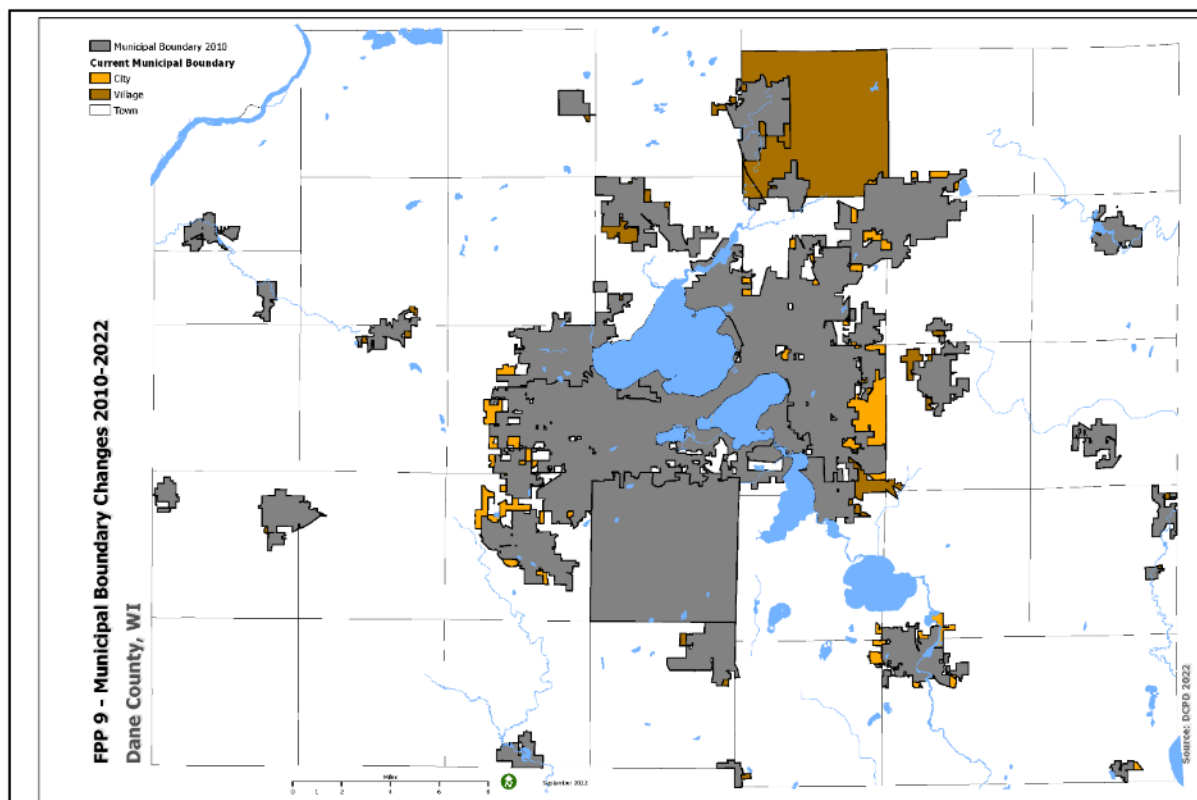 Municipal Boundary 2010
Current Municipal Boundary
City
Village
Town
FPP 9 - Municipal Boundary Changes 2010-2022
Dane County, WI
Miles
0 1 2 4 6 8
September 2022
Source: DCPD 2022